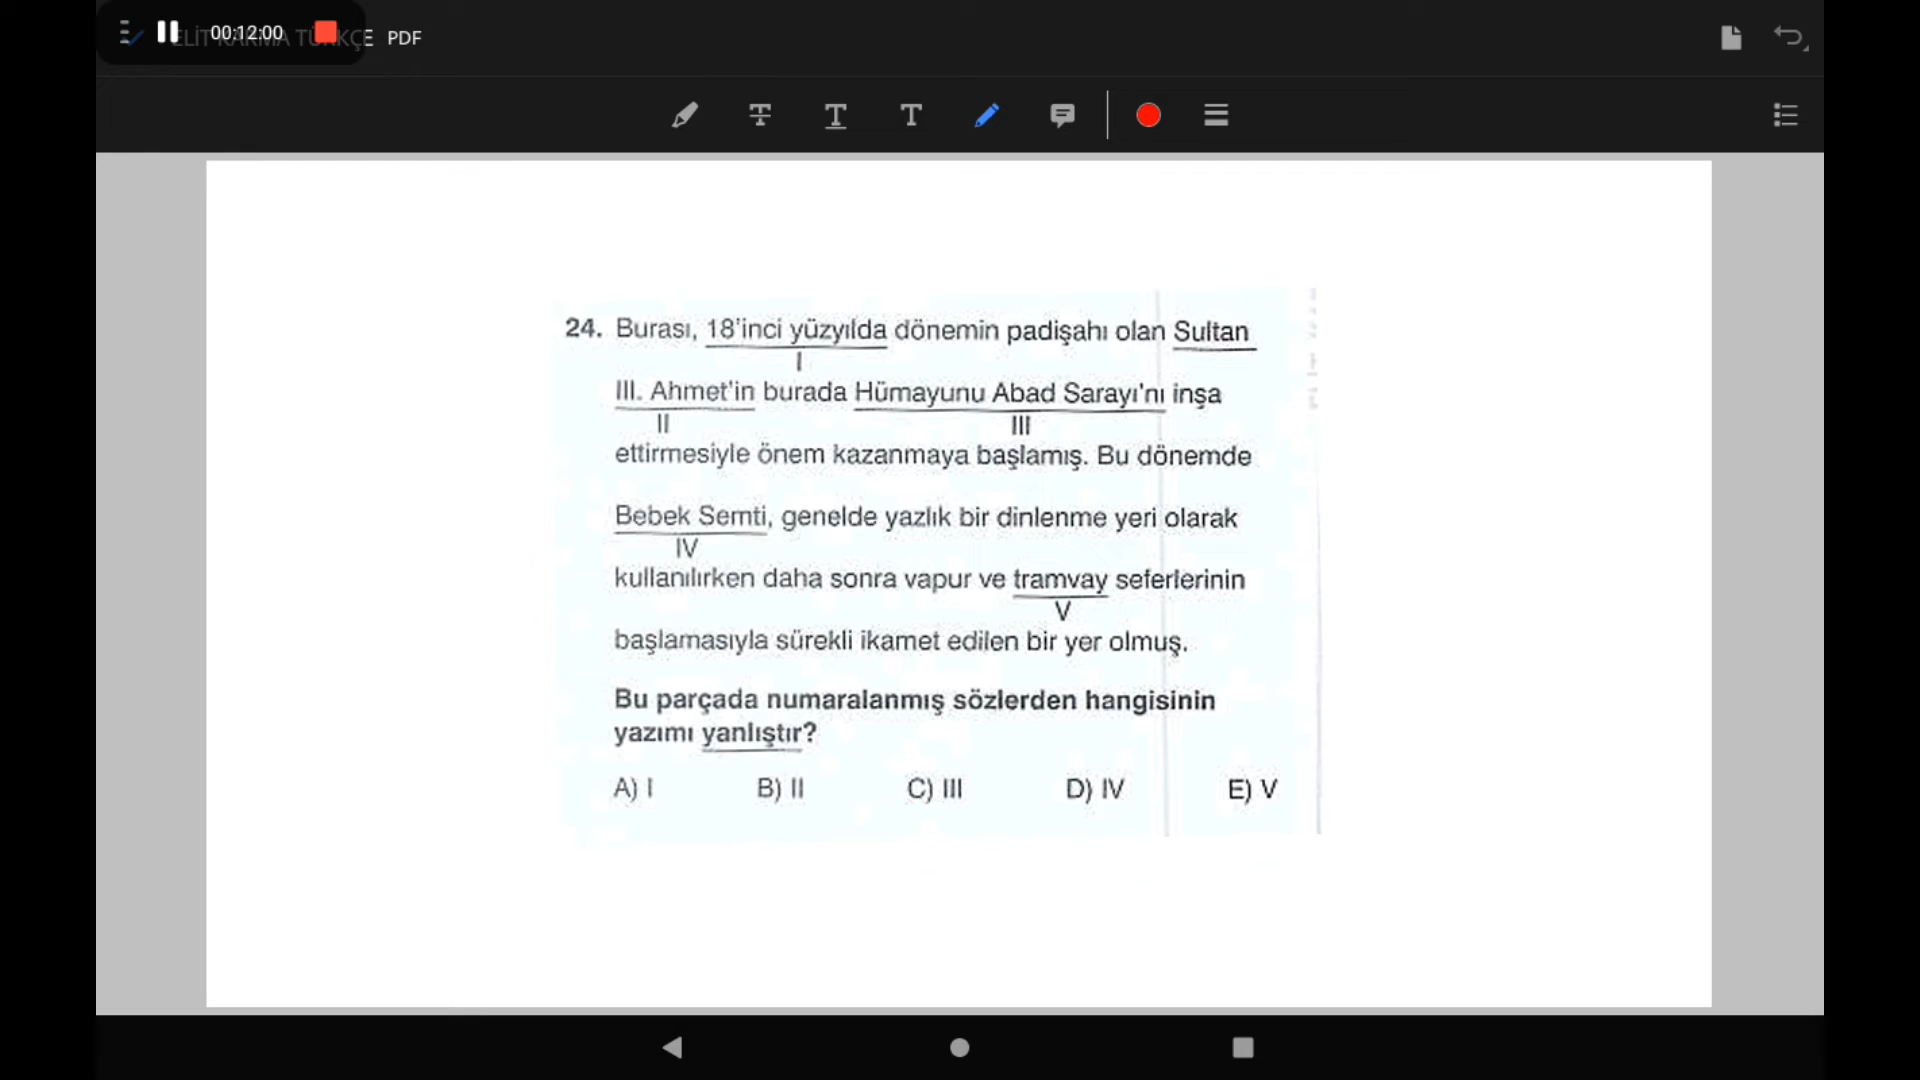 00:12:00
ELİT KARMA TÜRKÇE PDF
24. Burası, 18'inci yüzyılda dönemin padişahı olan Sultan
I
III. Ahmet'in burada Hümayunu Abad Sarayı'nı inşa
II III
ettirmesiyle önem kazanmaya başlamış. Bu dönemde
Bebek Semti, genelde yazlık bir dinlenme yeri olarak
IV
kullanılırken daha sonra vapur ve tramvay seferlerinin
V
başlamasıyla sürekli ikamet edilen bir yer olmuş.
Bu parçada numaralanmış sözlerden hangisinin
yazımı yanlıştır?
A) I B) II C) III D) IV E) V